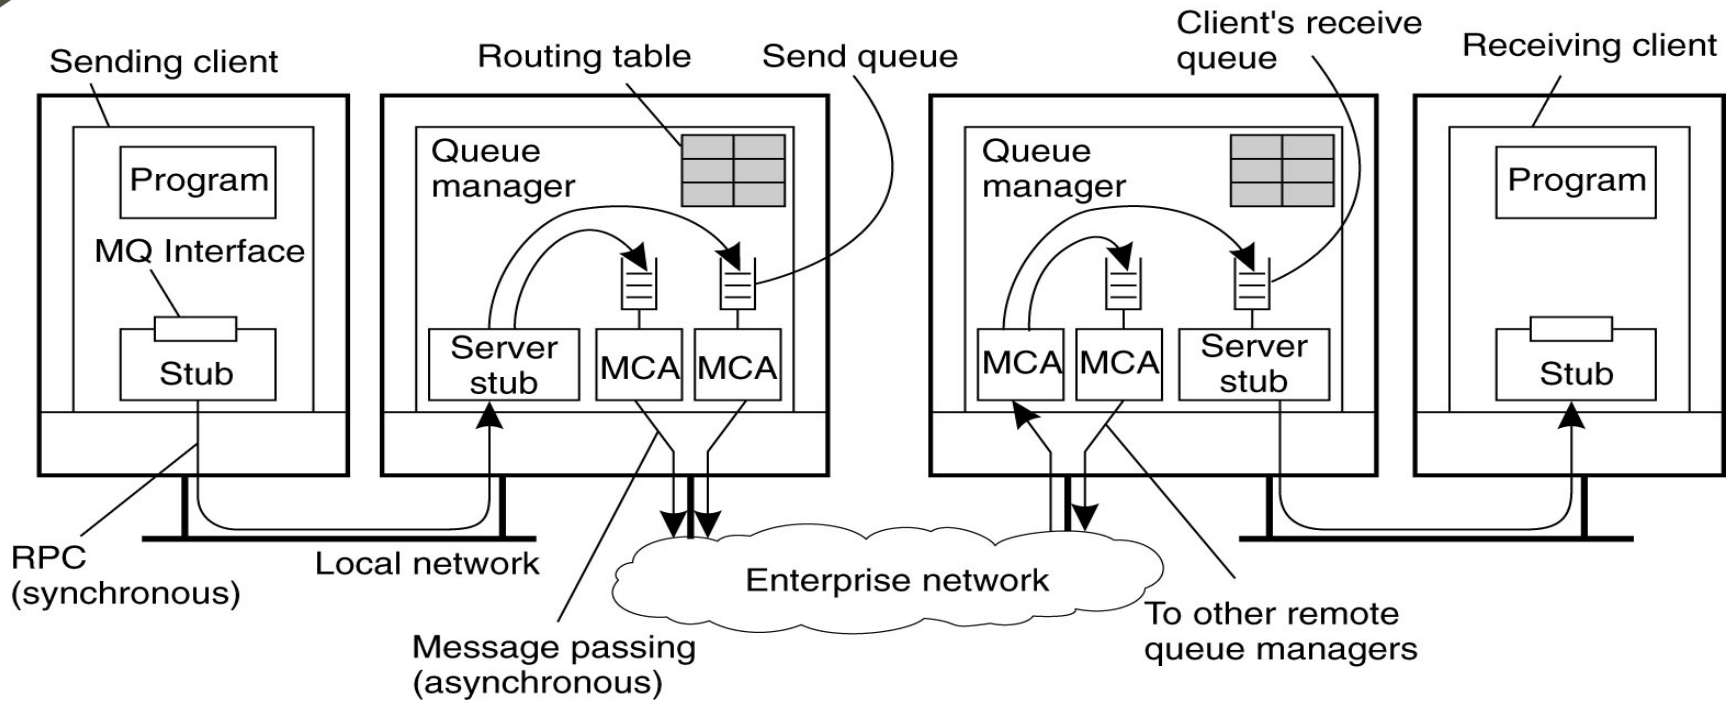 Sending client
Routing table
Send queue
Client's receive
queue
Receiving client
Program
MQ Interface
Stub
Queue
manager
Server
stub
MCA
MCA
Queue
manager
MCA
MCA
Server
stub
Program
Stub
RPC
(synchronous)
Local network
Message passing
(asynchronous)
Enterprise network
To other remote
queue managers